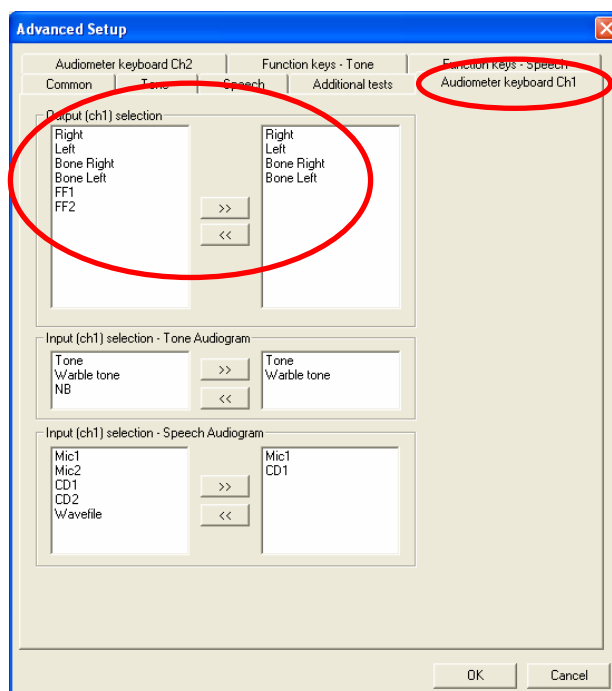 Advanced Setup
Audiometer keyboard Ch2 Function keys - Tone Function keys - Speech
Common Tone Speech Additional tests Audiometer keyboard Ch1
Output (ch1) selection
Right
Left
Bone Right
Bone Left
FF1
FF2
>>
<<
Right
Left
Bone Right
Bone Left
Input (ch1) selection - Tone Audiogram
Tone
Warble tone
NB
>>
<<
Tone
Warble tone
Input (ch1) selection - Speech Audiogram
Mic1
Mic2
CD1
CD2
Wavefile
>>
<<
Mic1
CD1
OK Cancel